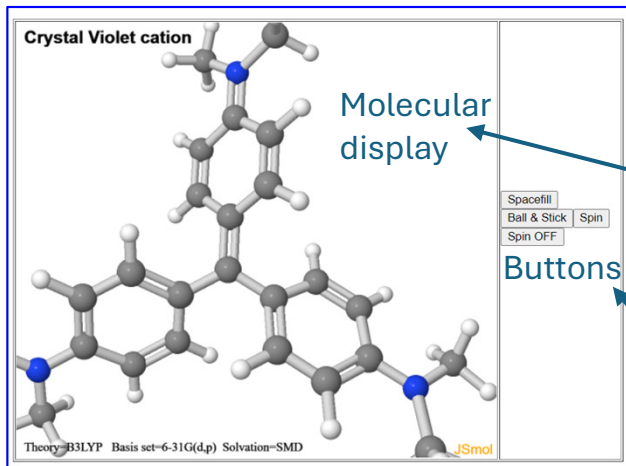 Crystal Violet cation
Molecular
display
Spacefill
Ball & Stick Spin
Spin OFF
Buttons
Theory=B3LYP Basis set=6-31G(d,p) Solvation=SMD
JSmol